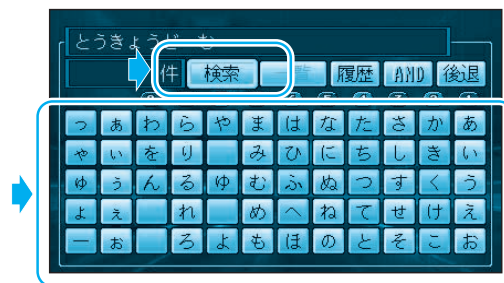 とうきょうどーむ
件 検索 履歴 AND 後退
っ ぁ わ ら や ま は な た さ か あ
ゃ ぃ を り み ひ に ち し き い
ゅ ぅ ん る ゆ む ふ ぬ つ す く う
ょ ぇ れ め へ ね て せ け え
ー ぉ ろ よ も ほ の と そ こ お